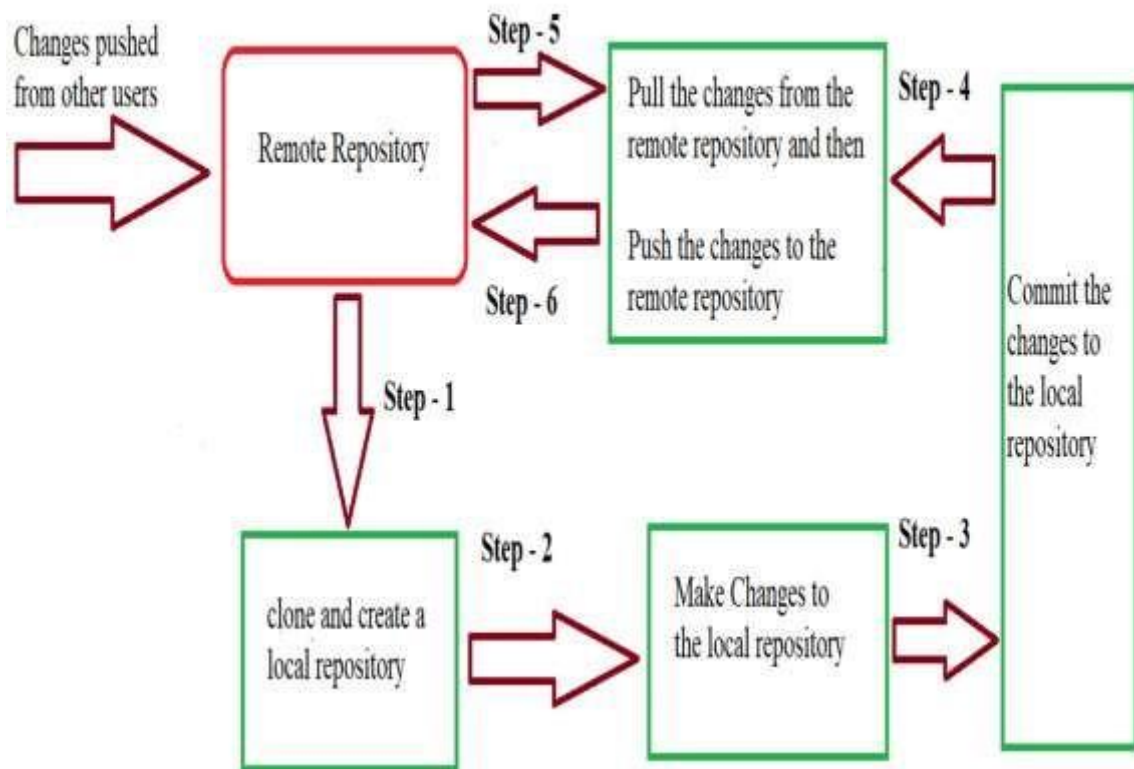 Changes pushed
from other users
Remote Repository
Step - 5
Pull the changes from the
remote repository and then
Push the changes to the
remote repository
Step - 4
Step - 6
Commit the
changes to
the local
repository
Step - 1
clone and create a
local repository
Step - 2
Make Changes to
the local repository
Step - 3